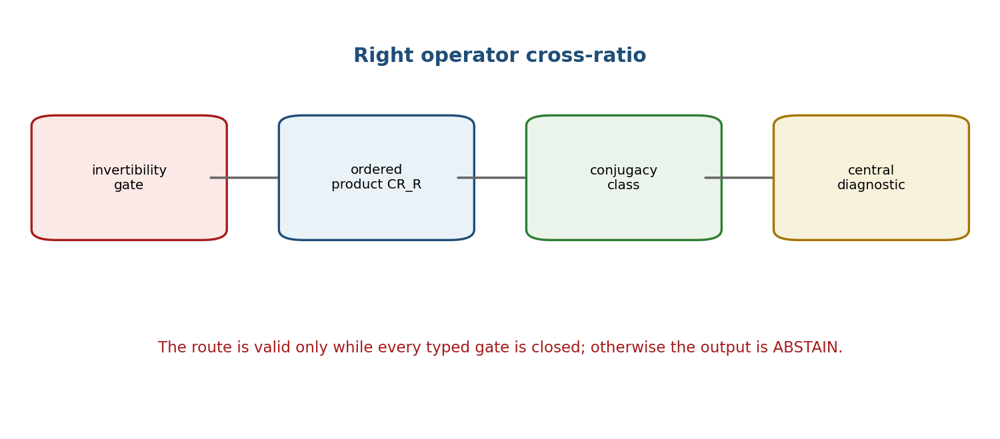 Right operator cross-ratio
invertibility
gate
ordered
product CR_R
conjugacy
class
central
diagnostic
The route is valid only while every typed gate is closed; otherwise the output is ABSTAIN.